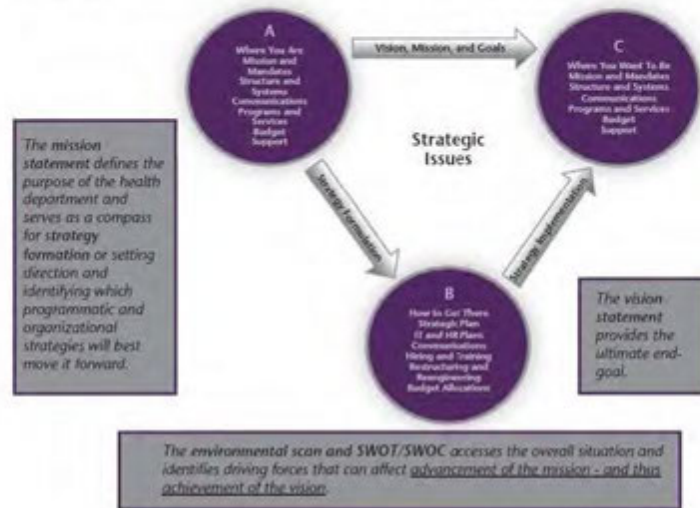 A
Where You Are
Mission and
Mandates
Structure and
Systems
Communications
Programs and
Services
Budget
Support
Vision, Mission, and Goals
C
Where You Want To Be
Mission and Mandates
Structure and Systems
Communications
Programs and Services
Budget
Support
Strategic
Issues
The mission
statement defines the
purpose of the health
department and
serves as a compass
for strategy
formation or setting
direction and
identifying which
programmatic and
organizational
strategies will best
move it forward.
Strategy Formulation
Strategy Implementation
B
How to Get There
Strategic Plan
IT and HR Plans
Communications
Hiring and Training
Restructuring and
Reengineering
Budget Allocations
The vision
statement
provides the
ultimate end-
goal.
The environmental scan and SWOT/SWOC accesses the overall situation and
identifies driving forces that can affect advancement of the mission - and thus
achievement of the vision.